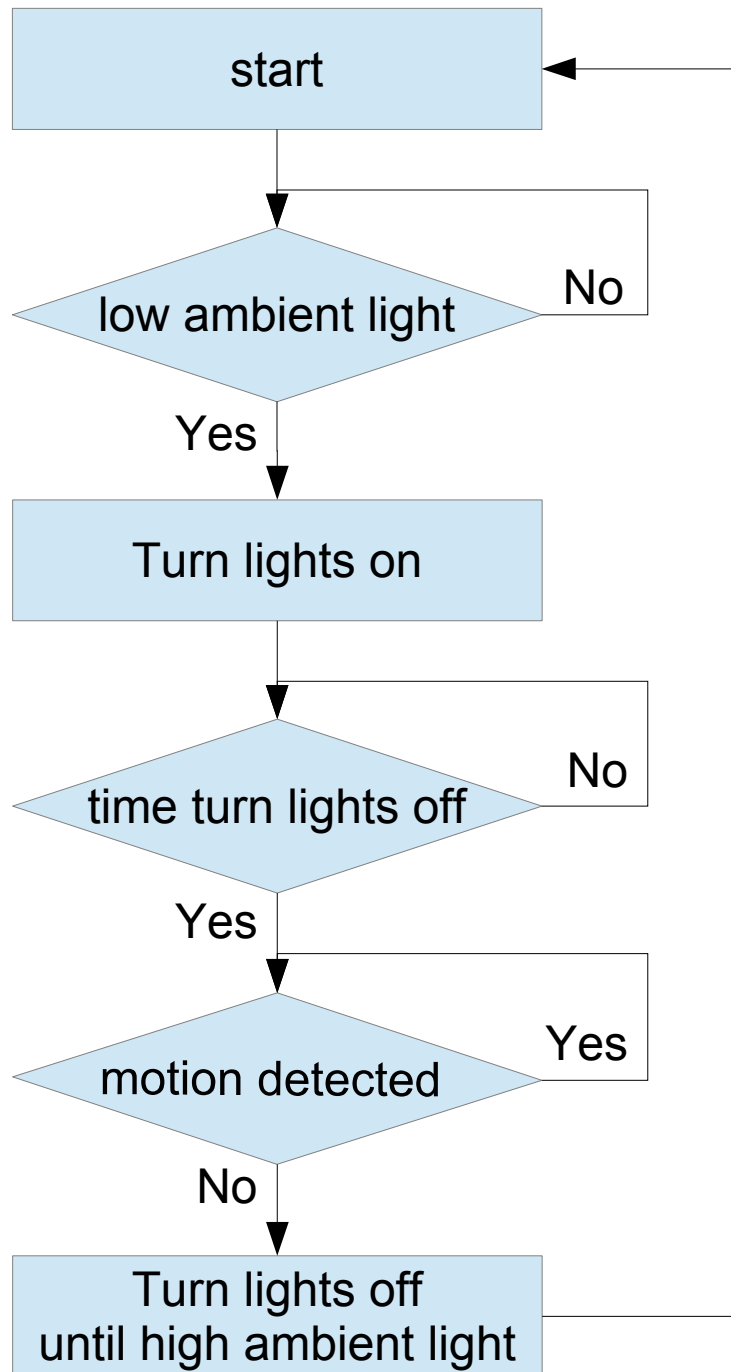 start
low ambient light
No
Yes
Turn lights on
time turn lights off
No
Yes
motion detected
Yes
No
Turn lights off
until high ambient light